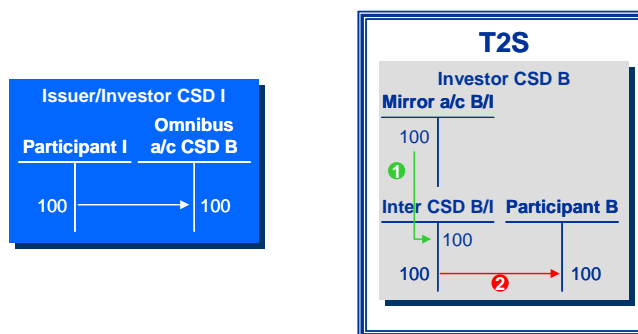 T2S
Issuer/Investor CSD I
Participant I
Omnibus
a/c CSD B
100
100
Investor CSD B
Mirror a/c B/I
100
1
Inter CSD B/I
Participant B
100
100
2
100